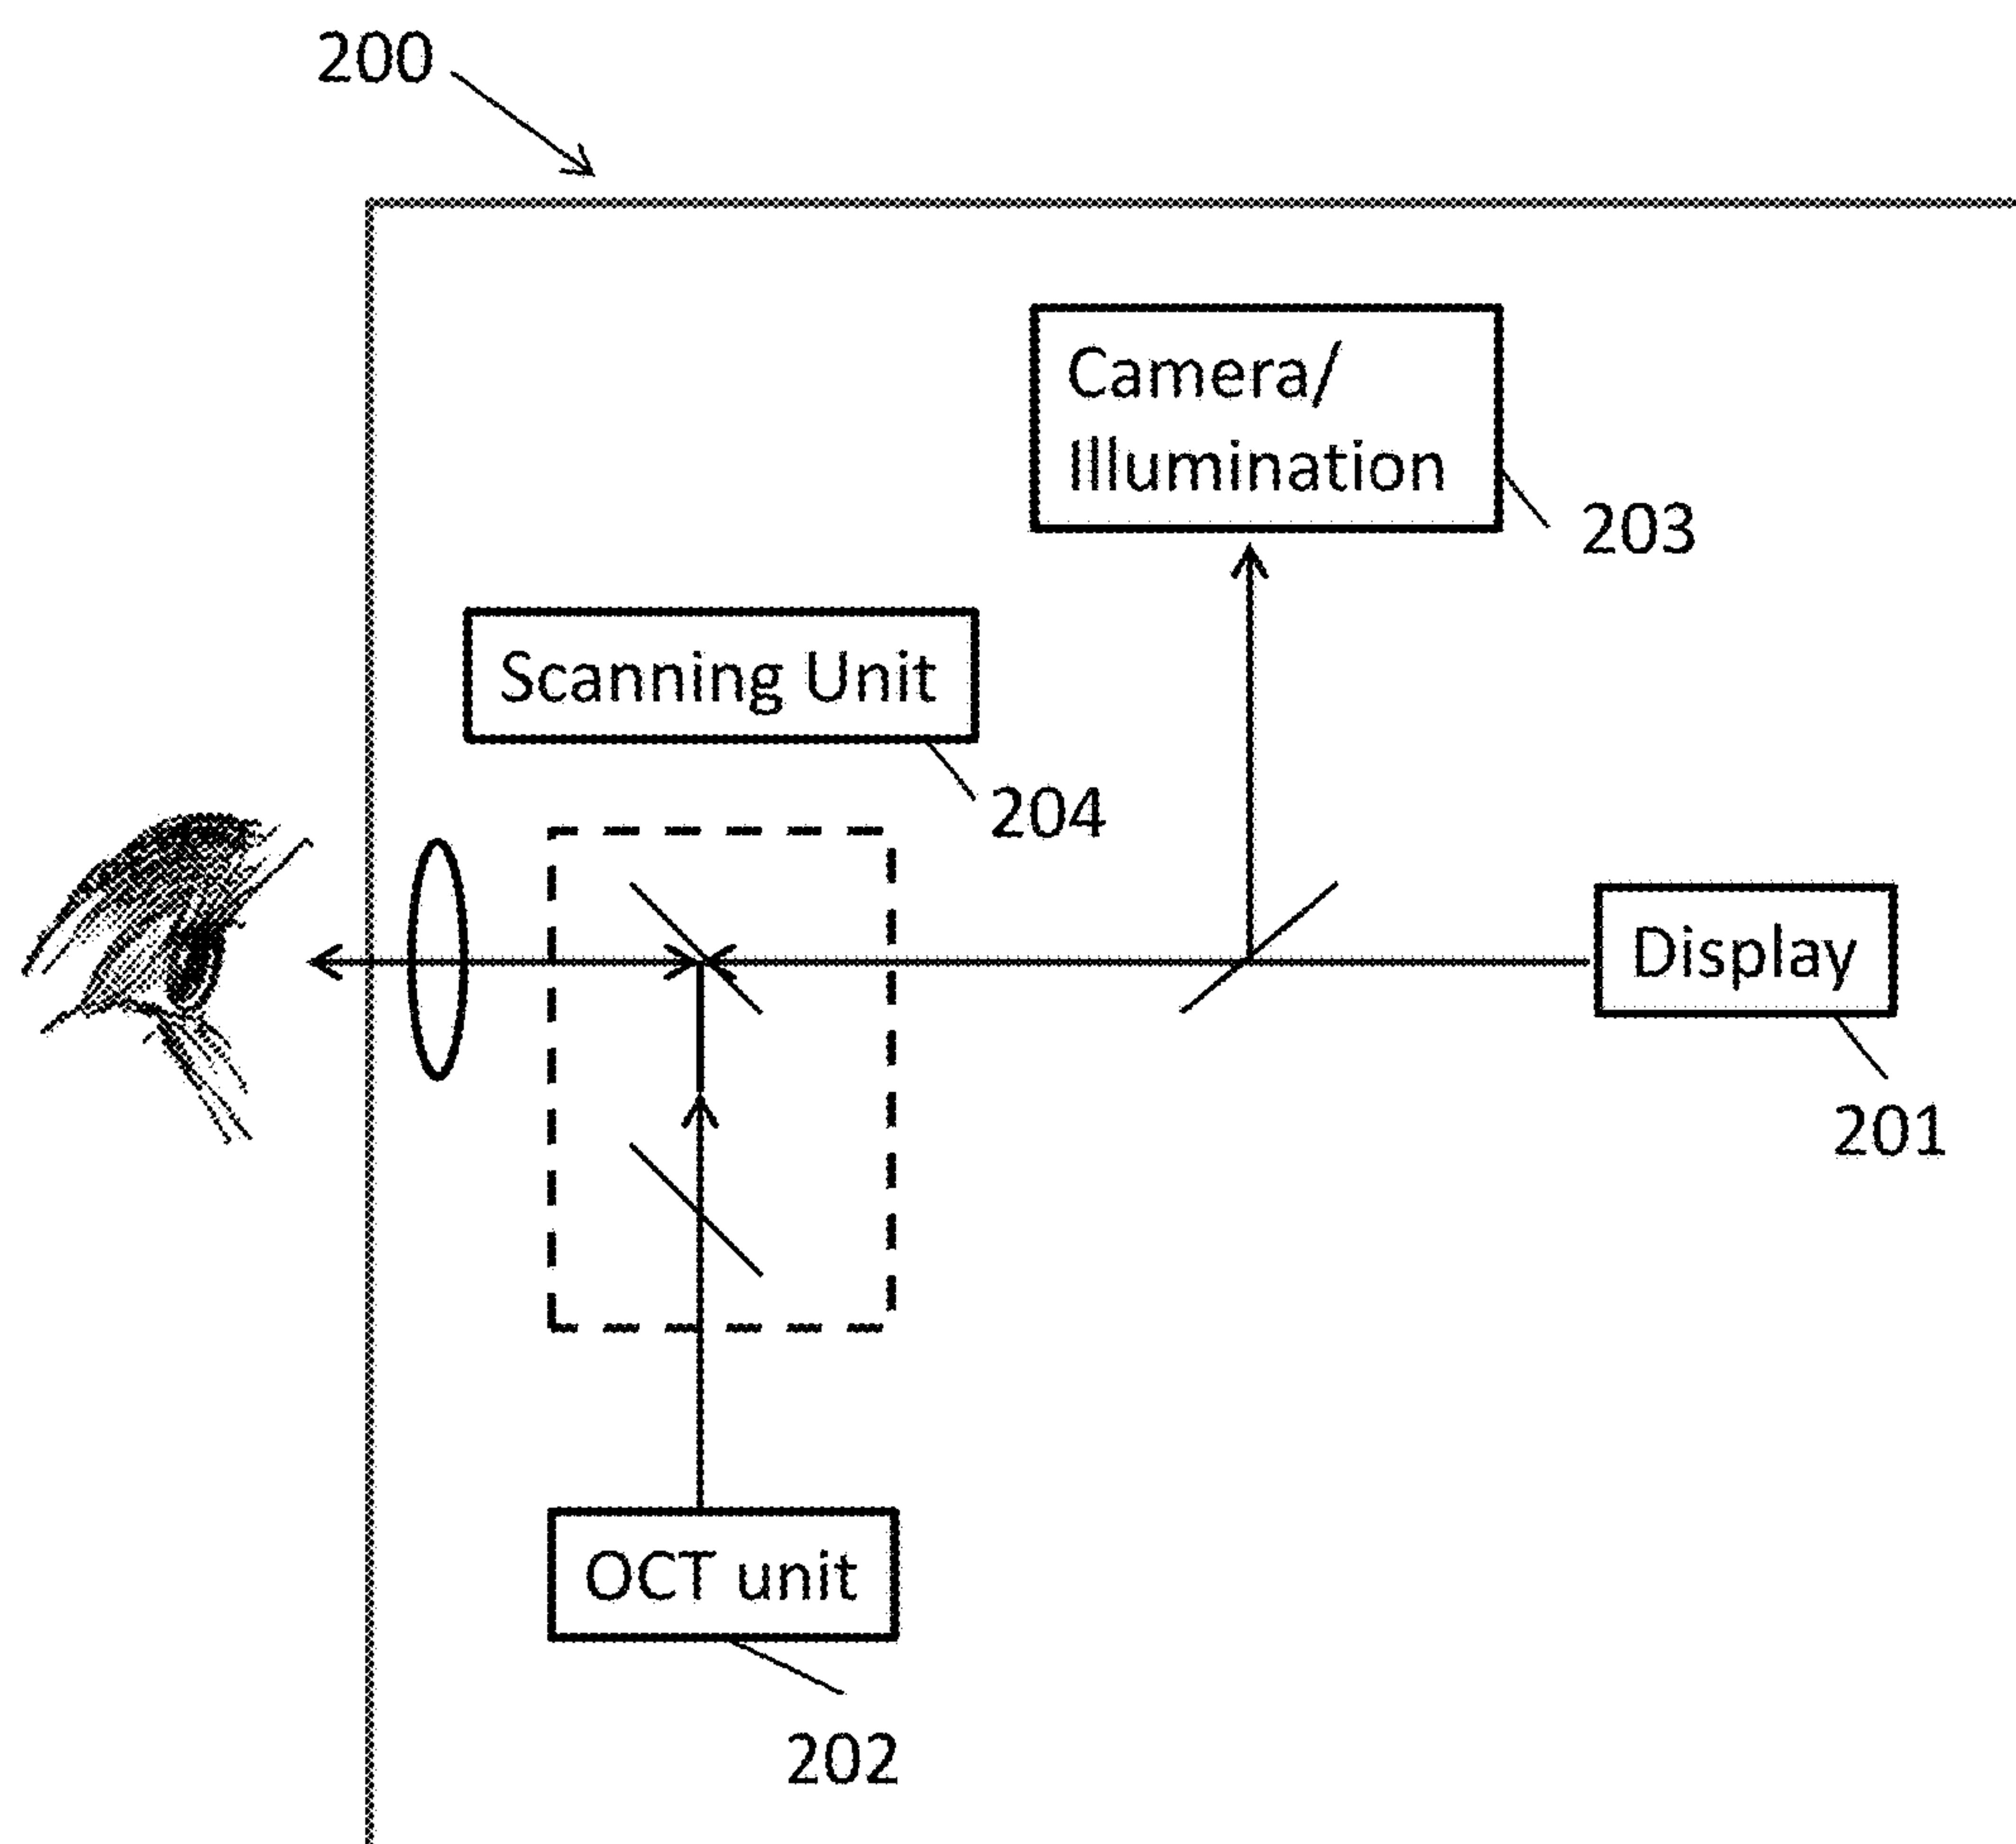 200
Camera/
Illumination
203
Scanning Unit
204
Display
201
OCT unit
202